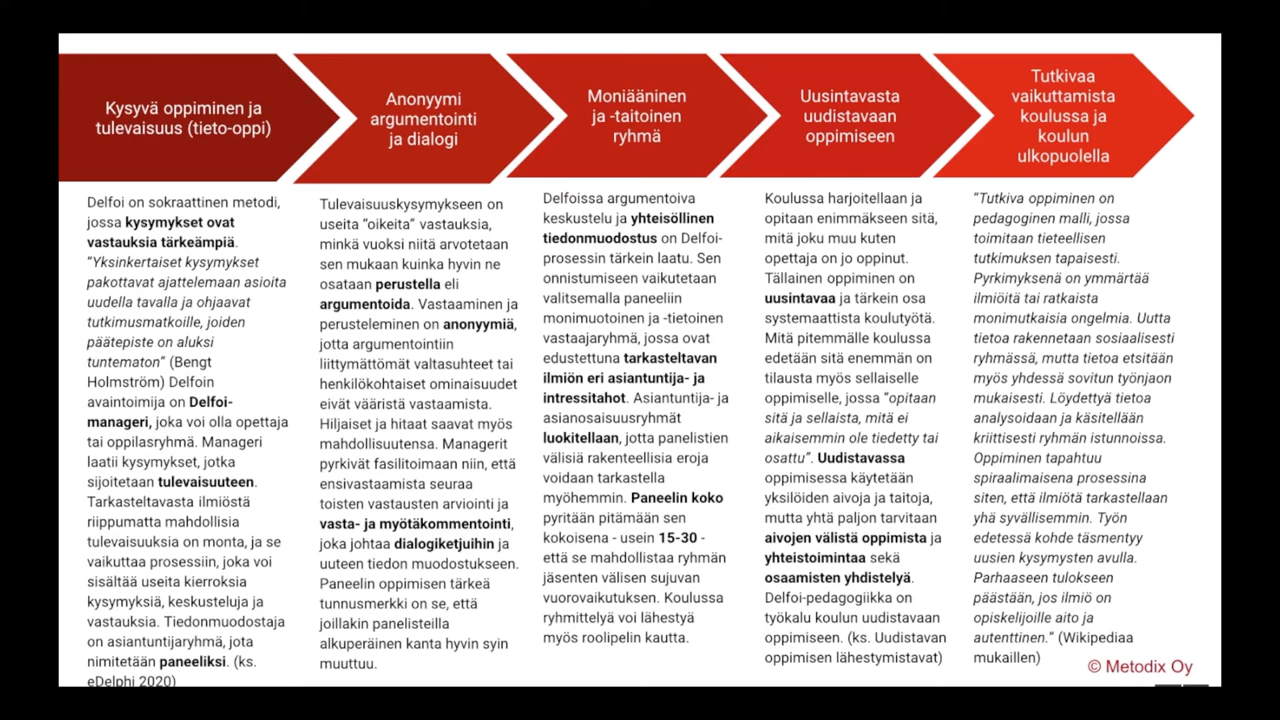 Kysyvä oppiminen ja
tulevaisuus (tieto-oppi)
Delfoi on sokraattinen metodi,
jossa kysymykset ovat
vastauksia tärkeämpiä.
“Yksinkertaiset kysymykset
pakottavat ajattelemaan asioita
uudella tavalla ja ohjaavat
tutkimusmatkoille, joiden
päätepiste on aluksi
tuntematon” (Bengt
Holmström) Delfoin
avaintoimija on Delfoi-
manageri, joka voi olla opettaja
tai oppilasryhmä. Manageri
laatii kysymykset, jotka
sijoitetaan tulevaisuuteen.
Tarkasteltavasta ilmiöstä
riippumatta mahdollisia
tulevaisuuksia on monta, ja se
vaikuttaa prosessiin, joka voi
sisältää useita kierroksia
kysymyksiä, keskusteluja ja
vastauksia. Tiedonmuodostaja
on asiantuntijaryhmä, jota
nimitetään paneeliksi. (ks.
eDelphi 2020)
Anonyymi
argumentointi
ja dialogi
Tulevaisuuskysymykseen on
useita “oikeita” vastauksia,
minkä vuoksi niitä arvotetaan
sen mukaan kuinka hyvin ne
osataan perustella eli
argumentoida. Vastaaminen ja
perusteleminen on anonyymiä,
jotta argumentointiin
liittymättömät valtasuhteet tai
henkilökohtaiset ominaisuudet
eivät vääristä vastaamista.
Hiljaiset ja hitaat saavat myös
mahdollisuutensa. Managerit
pyrkivät fasilitoimaan niin, että
ensivastaamista seuraa
toisten vastausten arviointi ja
vasta- ja myötäkommentointi,
joka johtaa dialogiketjuihin ja
uuteen tiedon muodostukseen.
Paneelin oppimisen tärkeä
tunnusmerkki on se, että
joillakin panelisteilla
alkuperäinen kanta hyvin syin
muuttuu.
Moniääninen
ja -taitoinen
ryhmä
Delfoissa argumentoiva
keskustelu ja yhteisöllinen
tiedonmuodostus on Delfoi-
prosessin tärkein laatu. Sen
onnistumiseen vaikutetaan
valitsemalla paneeliin
monimuotoinen ja -tietoinen
vastaajaryhmä, jossa ovat
edustettuna tarkasteltavan
ilmiön eri asiantuntija- ja
intressitahot. Asiantuntija- ja
asianosaisuusryhmät
luokitellaan, jotta panelistien
välisiä rakenteellisia eroja
voidaan tarkastella
myöhemmin. Paneelin koko
pyritään pitämään sen
kokoisena - usein 15-30 -
että se mahdollistaa ryhmän
jäsenten välisen sujuvan
vuorovaikutuksen. Koulussa
ryhmittelyä voi lähestyä
myös roolipelin kautta.
Uusintavasta
uudistavaan
oppimiseen
Koulussa harjoitellaan ja
opitaan enimmäkseen sitä,
mitä joku muu kuten
opettaja on jo oppinut.
Tällainen oppiminen on
uusintavaa ja tärkein osa
systemaattista koulutyötä.
Mitä pitemmälle koulussa
edetään sitä enemmän on
tilausta myös sellaiselle
oppimiselle, jossa “opitaan
sitä ja sellaista, mitä ei
aikaisemmin ole tiedetty tai
osattu”. Uudistavassa
oppimisessa käytetään
yksilöiden aivoja ja taitoja,
mutta yhtä paljon tarvitaan
aivojen välistä oppimista ja
yhteistoimintaa sekä
osaamisten yhdistelyä.
Delfoi-pedagogiikka on
työkalu koulun uudistavaan
oppimiseen. (ks. Uudistavan
oppimisen lähestymistavat)
Tutkivaa
vaikuttamista
koulussa ja
koulun
ulkopuolella
“Tutkiva oppiminen on
pedagoginen malli, jossa
toimitaan tieteellisen
tutkimuksen tapaisesti.
Pyrkimyksenä on ymmärtää
ilmiöitä tai ratkaista
monimutkaisia ongelmia. Uutta
tietoa rakennetaan sosiaalisesti
ryhmässä, mutta tietoa etsitään
myös yhdessä sovitun työnjaon
mukaisesti. Löydettyä tietoa
analysoidaan ja käsitellään
kriittisesti ryhmän istunnoissa.
Oppiminen tapahtuu
spiraalimaisena prosessina
siten, että ilmiötä tarkastellaan
yhä syvällisemmin. Työn
edetessä kohde täsmentyy
uusien kysymysten avulla.
Parhaaseen tulokseen
päästään, jos ilmiö on
opiskelijoille aito ja
autenttinen.” (Wikipediaa
mukaillen)
© Metodix Oy